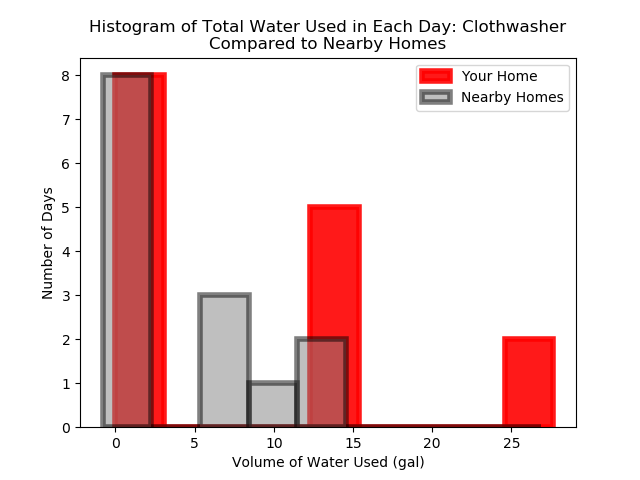 Histogram of Total Water Used in Each Day: Clothwasher
Compared to Nearby Homes
Your Home
Nearby Homes
Number of Days
8
7
6
5
4
3
2
1
0
0 5 10 15 20 25
Volume of Water Used (gal)